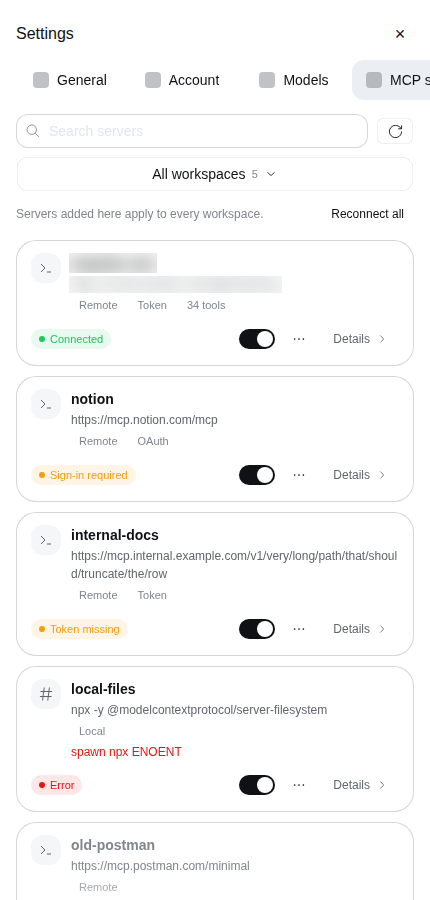 Settings
×
General
Account
Models
MCP s
Search servers
All workspaces 5
Servers added here apply to every workspace.
Reconnect all
Remote Token 34 tools
Connected
··· Details
notion
https://mcp.notion.com/mcp
Remote OAuth
Sign-in required
··· Details
internal-docs
https://mcp.internal.example.com/v1/very/long/path/that/shoul
d/truncate/the/row
Remote Token
Token missing
··· Details
local-files
npx -y @modelcontextprotocol/server-filesystem
Local
spawn npx ENOENT
Error
··· Details
old-postman
https://mcp.postman.com/minimal
Remote